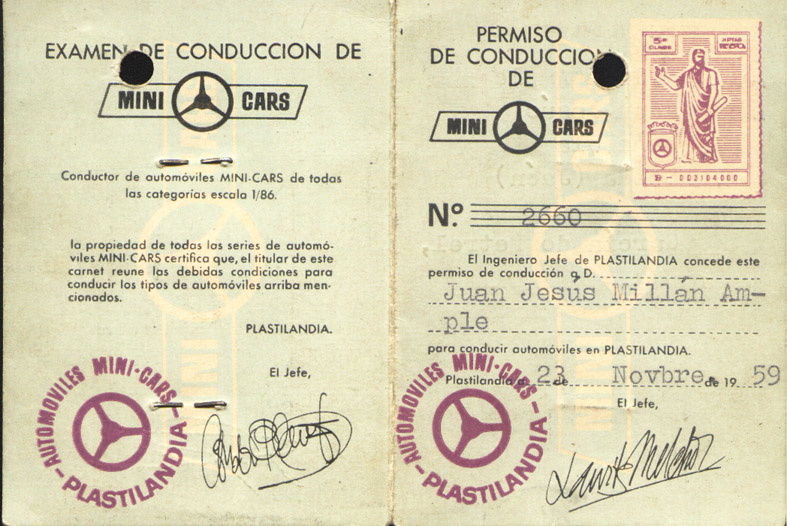 EXAMEN DE CONDUCCION DE
MINI CARS
Conductor de automóviles MINI-CARS de todas
las categorías escala 1/86.
la propiedad de todas las series de automó-
viles MINI-CARS certifica que, el titular de este
carnet reune las debidas condiciones para
conducir los tipos de automóviles arriba men-
cionados.
PLASTILANDIA.
El Jefe,
AUTOMOVILES MINI-CARS
PLASTILANDIA
PERMISO
DE CONDUCCION
DE
MINI CARS
5ª CLASE
B- 003104000
N.º 2660
El Ingeniero Jefe de PLASTILANDIA concede este
permiso de conducción a D.
Juan Jesús Millán Am-
ple
para conducir automóviles en PLASTILANDIA.
Plastilandia a 23 de Novbre. de 19 59
El Jefe,
AUTOMOVILES MINI-CARS
PLASTILANDIA